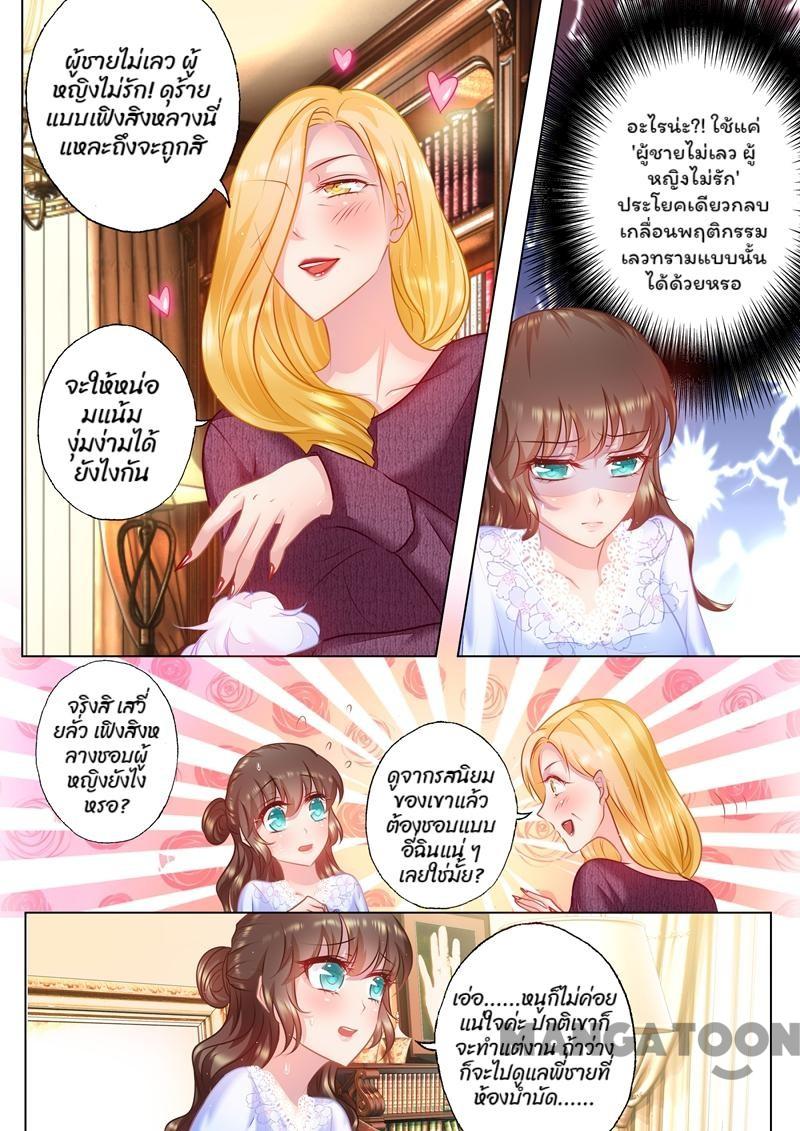 ผู้ชายไม่เลว ผู้
หญิงไม่รัก! ดุร้าย
แบบเฟิงสิงหลางนี่
แหละถึงจะถูกสิ
จะให้หน่อ
มแน้ม
งุ่มง่ามได้
ยังไงกัน
อะไรน่ะ?! ใช้แค่
'ผู้ชายไม่เลว ผู้
หญิงไม่รัก'
ประโยคเดียวกลบ
เกลื่อนพฤติกรรม
เลวทรามแบบนั้น
ได้ด้วยหรอ
จริงสิ เสวี่
ยลั่ว เฟิงสิงห
ลางชอบผู้
หญิงยังไง
หรอ?
ดูจากรสนิยม
ของเขาแล้ว
ต้องชอบแบบ
อีฉินแน่ ๆ
เลยใช่มั้ย?
เอ่อ......หนูก็ไม่ค่อย
แน่ใจค่ะ ปกติเขาก็
จะทำแต่งาน ถ้าว่าง
ก็จะไปดูแลพี่ชายที่
ห้องบำบัด......
MANGATOON